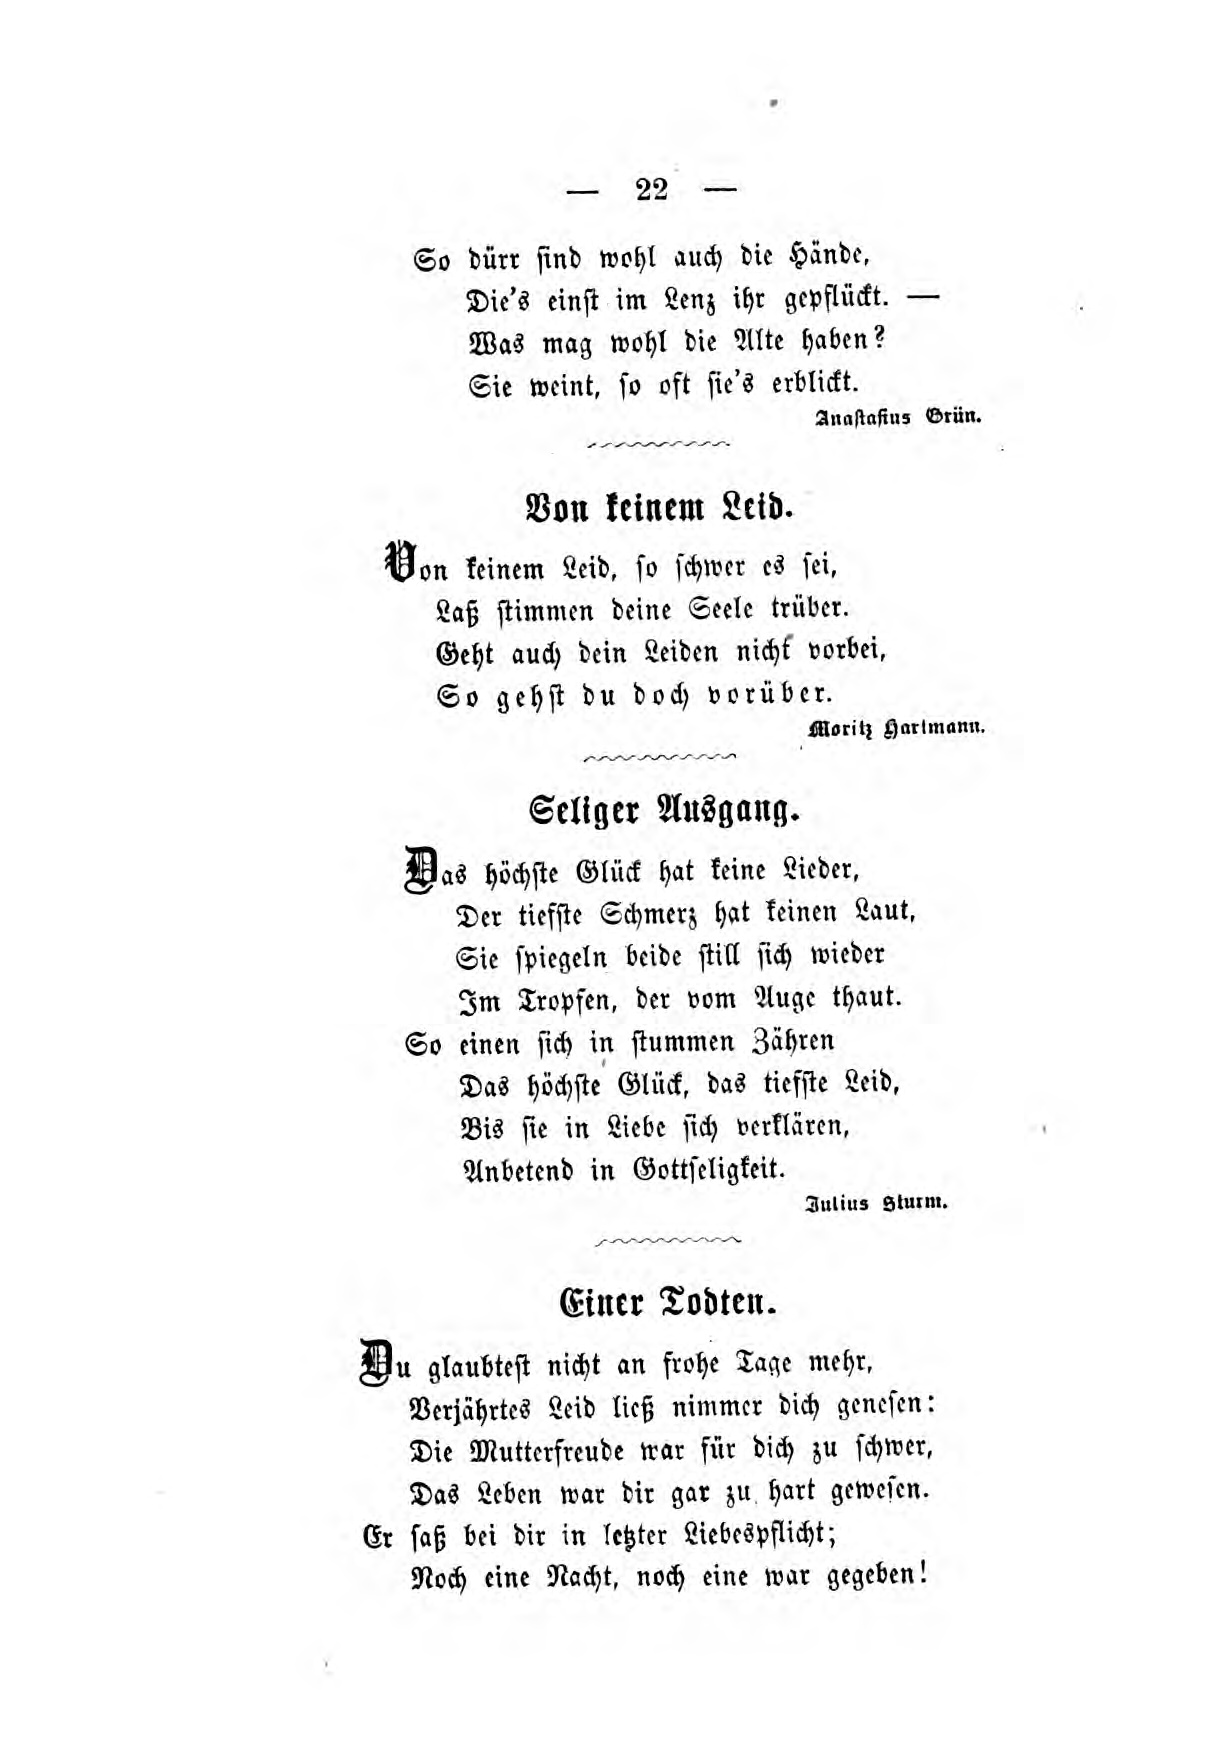 — 22 —
So dürr ſind wohl auch die Hände,
Die's einſt im Lenz ihr gepflückt. —
Was mag wohl die Alte haben?
Sie weint, ſo oft ſie's erblickt.
Anaſtaſius Grün.
Von keinem Leid.
Von keinem Leid, ſo ſchwer es ſei,
Laß ſtimmen deine Seele trüber.
Geht auch dein Leiden nicht vorbei,
So gehſt du doch vorüber.
Moritz Hartmann.
Seliger Ausgang.
Das höchſte Glück hat keine Lieder,
Der tiefſte Schmerz hat keinen Laut,
Sie ſpiegeln beide ſtill ſich wieder
Im Tropfen, der vom Auge thaut.
So einen ſich in ſtummen Zähren
Das höchſte Glück, das tiefſte Leid,
Bis ſie in Liebe ſich verklären,
Anbetend in Gottſeligkeit.
Julius Sturm.
Einer Todten.
Du glaubteſt nicht an frohe Tage mehr,
Verjährtes Leid ließ nimmer dich geneſen:
Die Mutterfreude war für dich zu ſchwer,
Das Leben war dir gar zu hart geweſen.
Er ſaß bei dir in letzter Liebespflicht;
Noch eine Nacht, noch eine war gegeben!